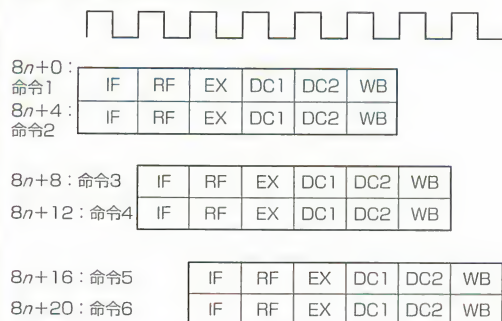 8n+0:
命令1 IF RF EX DC1 DC2 WB
8n+4:
命令2 IF RF EX DC1 DC2 WB
8n+8:命令3 IF RF EX DC1 DC2 WB
8n+12:命令4 IF RF EX DC1 DC2 WB
8n+16:命令5 IF RF EX DC1 DC2 WB
8n+20:命令6 IF RF EX DC1 DC2 WB